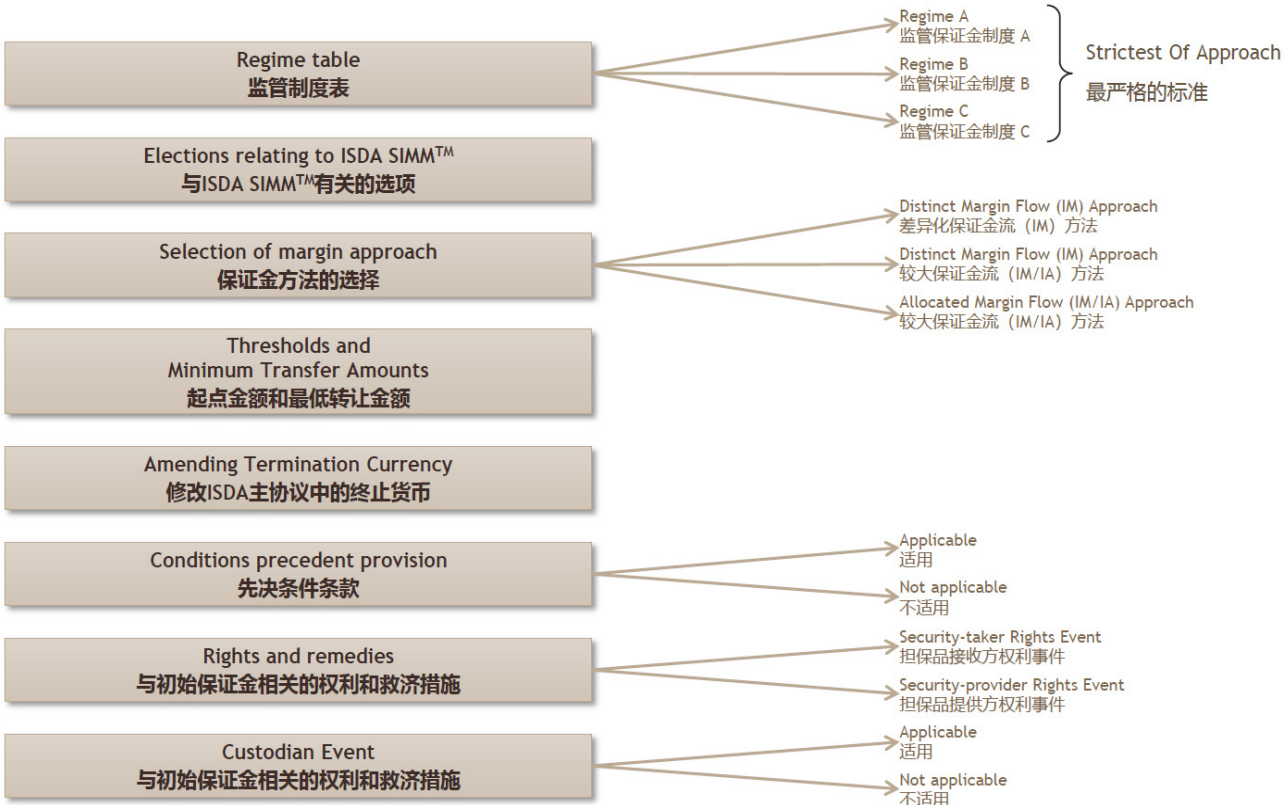 Regime table
监管制度表
Regime A
监管保证金制度 A
Regime B
监管保证金制度 B
Regime C
监管保证金制度 C
Strictest Of Approach
最严格的标准
Elections relating to ISDA SIMM™
与ISDA SIMM™有关的选项
Selection of margin approach
保证金方法的选择
Distinct Margin Flow (IM) Approach
差异化保证金流（IM）方法
Distinct Margin Flow (IM) Approach
较大保证金流（IM/IA）方法
Allocated Margin Flow (IM/IA) Approach
较大保证金流（IM/IA）方法
Thresholds and
Minimum Transfer Amounts
起点金额和最低转让金额
Amending Termination Currency
修改ISDA主协议中的终止货币
Conditions precedent provision
先决条件条款
Applicable
适用
Not applicable
不适用
Rights and remedies
与初始保证金相关的权利和救济措施
Security-taker Rights Event
担保品接收方权利事件
Security-provider Rights Event
担保品提供方权利事件
Custodian Event
与初始保证金相关的权利和救济措施
Applicable
适用
Not applicable
不适用